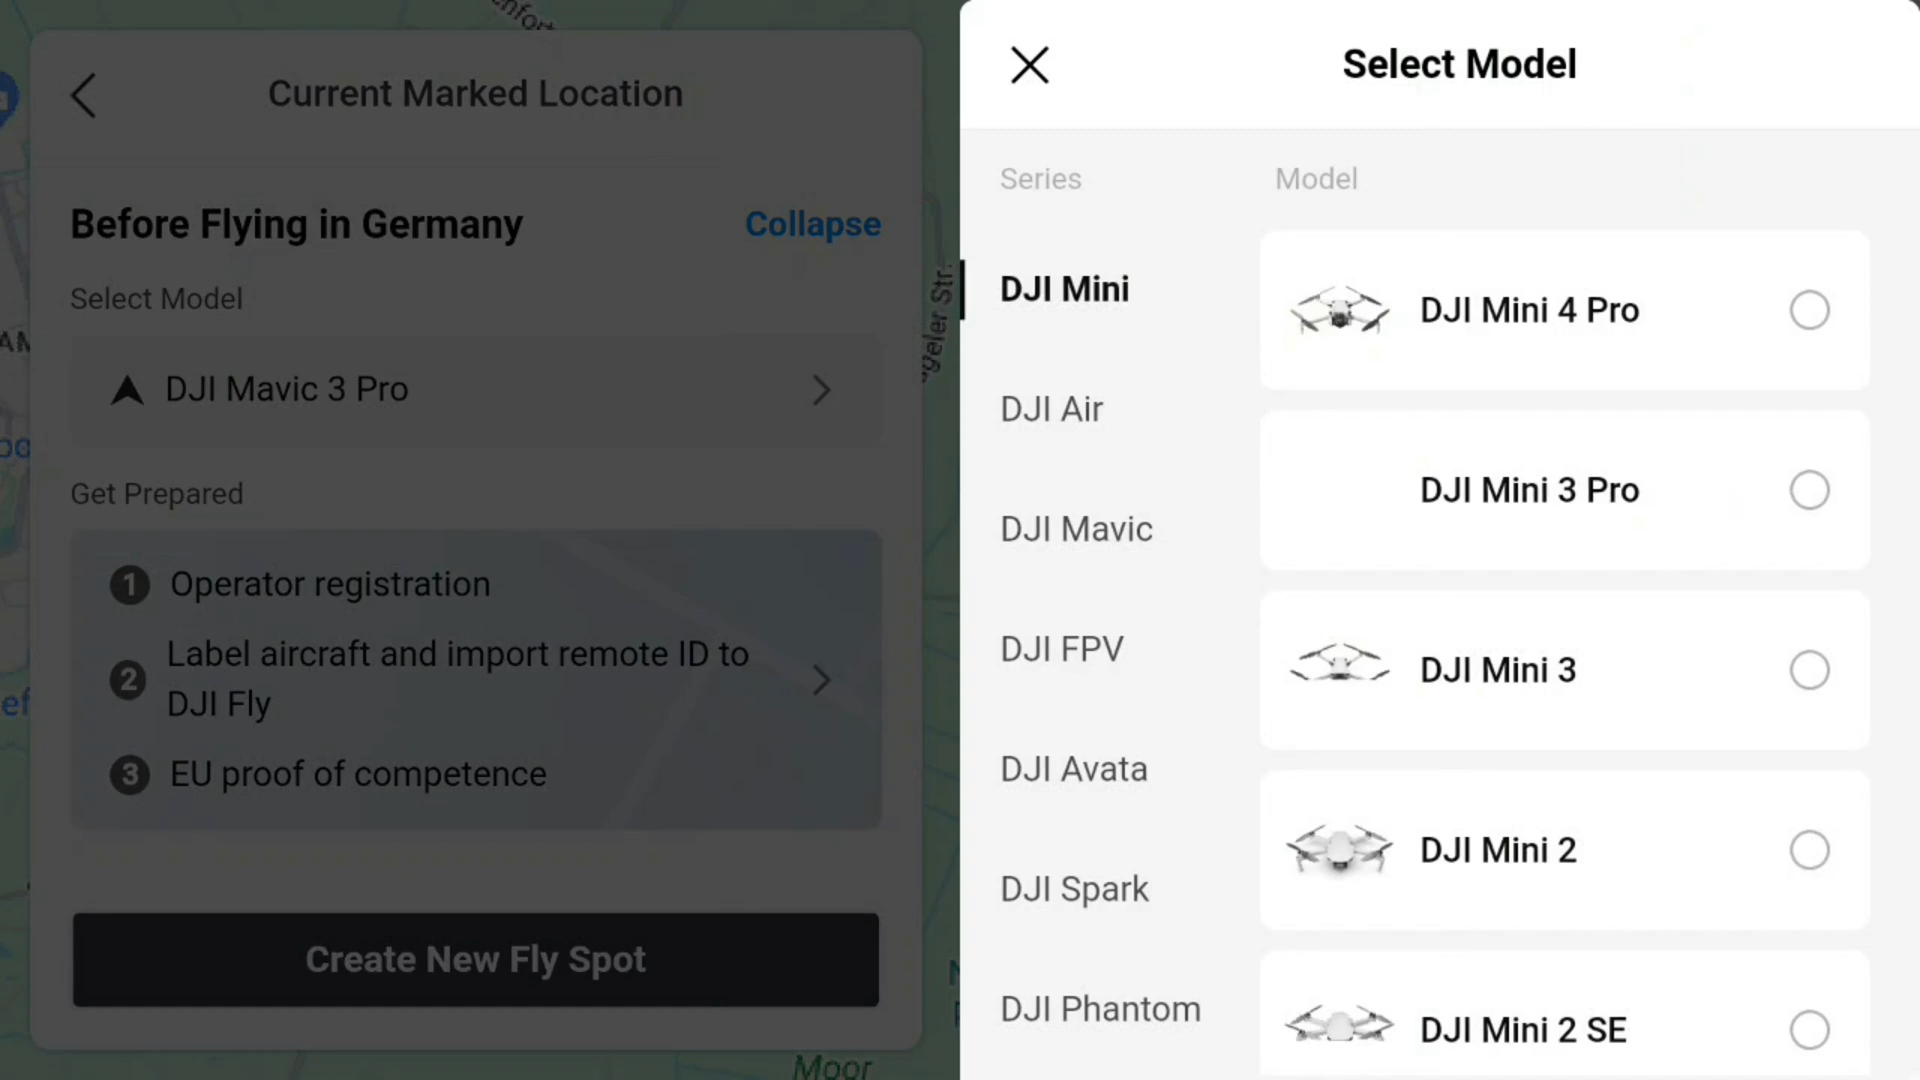 Current Marked Location
Before Flying in Germany
Collapse
Select Model
DJI Mavic 3 Pro
Get Prepared
1 Operator registration
2 Label aircraft and import remote ID to
DJI Fly
3 EU proof of competence
Create New Fly Spot
Moor
Select Model
Series
Model
DJI Mini
DJI Air
DJI Mavic
DJI FPV
DJI Avata
DJI Spark
DJI Phantom
DJI Mini 4 Pro
DJI Mini 3 Pro
DJI Mini 3
DJI Mini 2
DJI Mini 2 SE